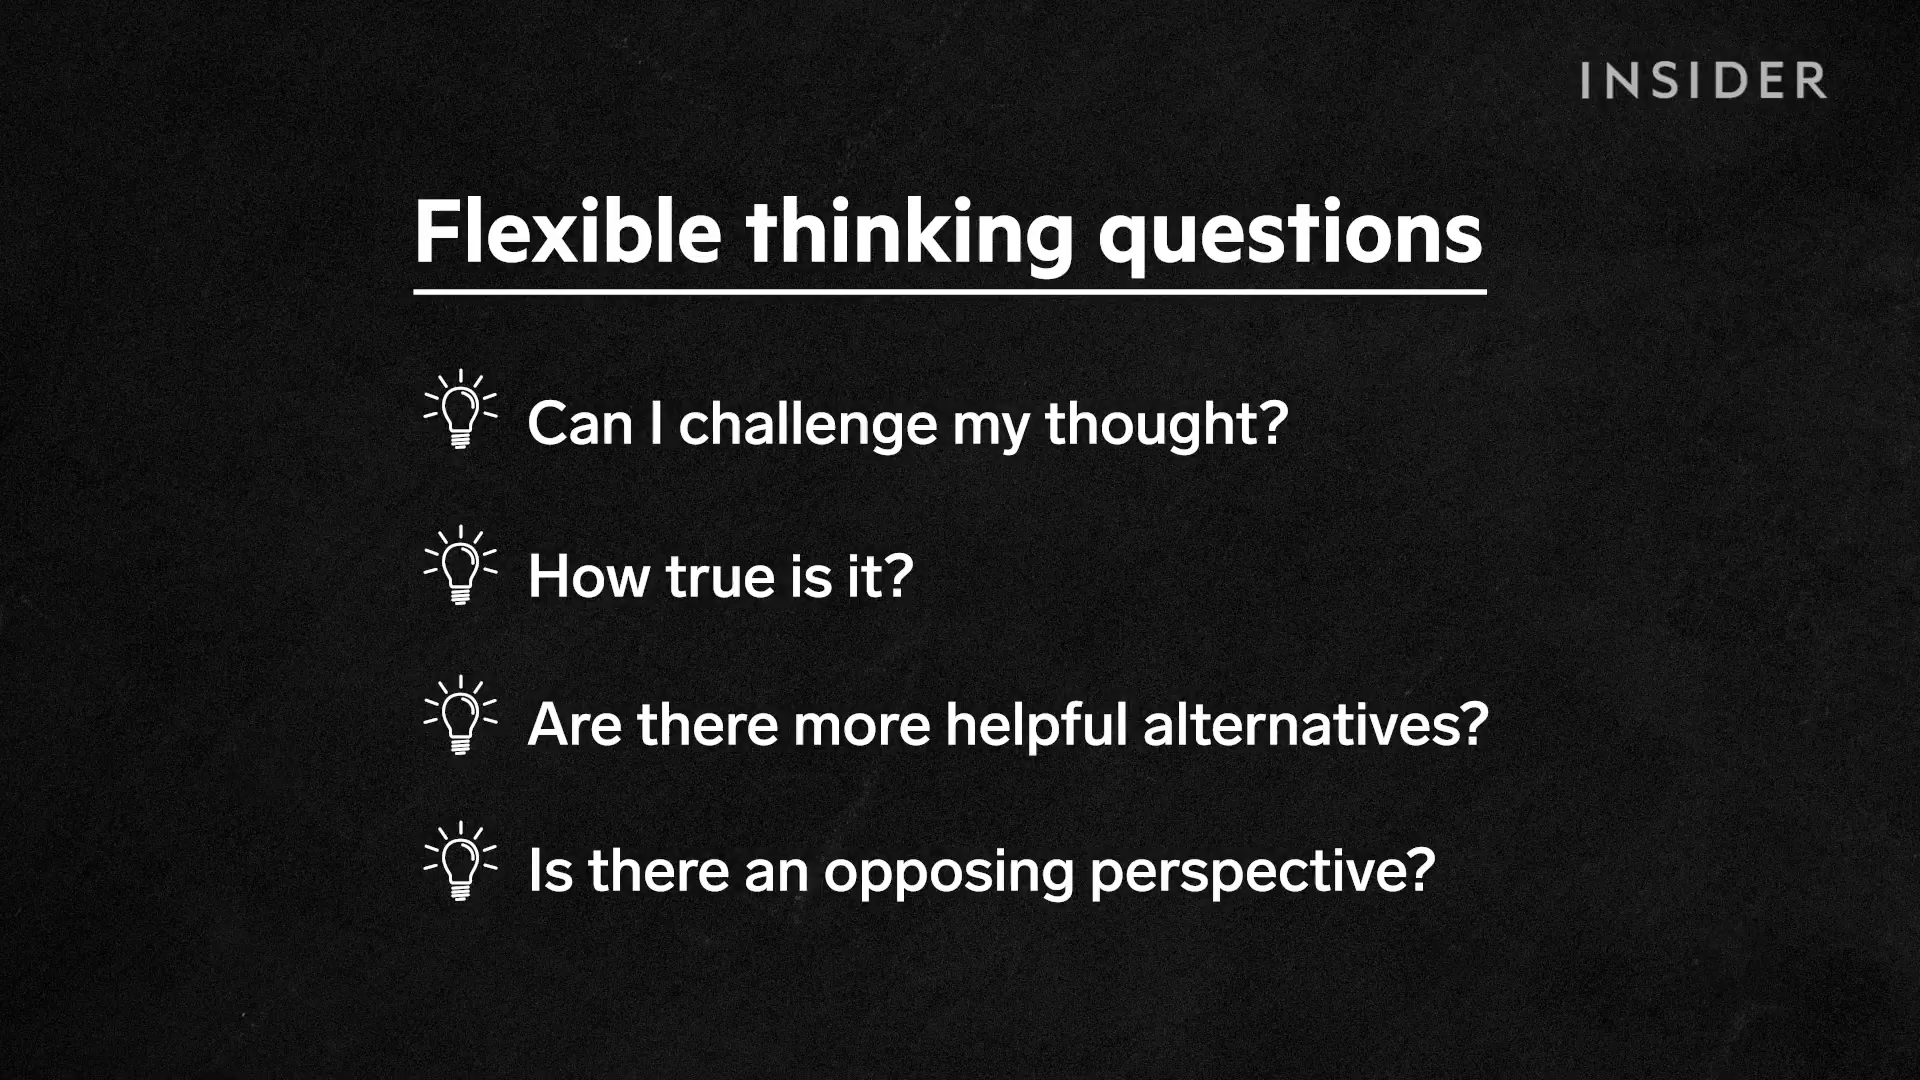 INSIDER
Flexible thinking questions
Can I challenge my thought?
How true is it?
Are there more helpful alternatives?
Is there an opposing perspective?